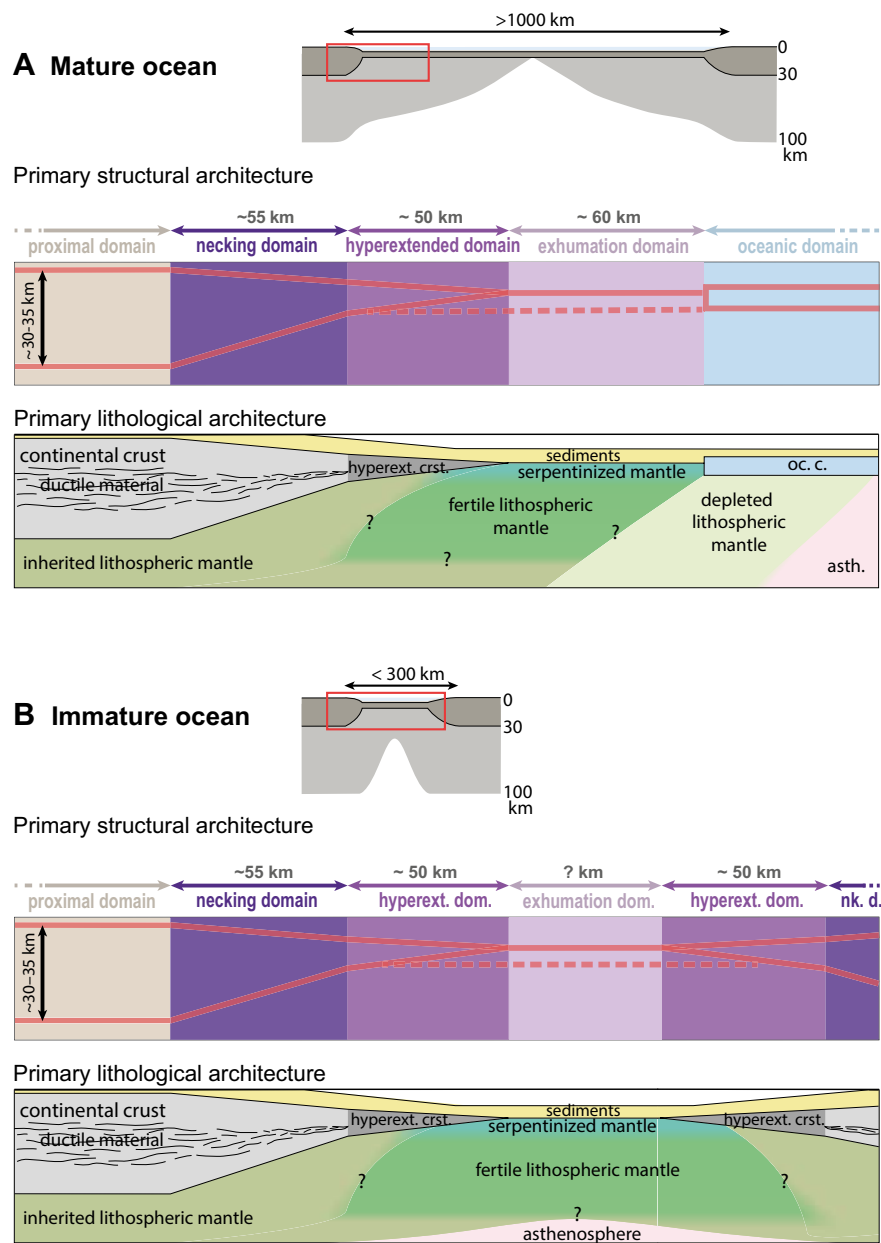 >1000 km
A Mature ocean
0
30
100
km
Primary structural architecture
~55 km
~ 50 km
~ 60 km
proximal domain
necking domain
hyperextended domain
exhumation domain
oceanic domain
~30-35 km
Primary lithological architecture
continental crust
ductile material
hyperext. crst.
sediments
serpentinized mantle
oc. c.
fertile lithospheric
mantle
depleted
lithospheric
mantle
?
?
?
inherited lithospheric mantle
asth.
< 300 km
B Immature ocean
0
30
100
km
Primary structural architecture
~55 km
~ 50 km
? km
~ 50 km
proximal domain
necking domain
hyperext. dom.
exhumation dom.
hyperext. dom.
nk. d.
~30–35 km
Primary lithological architecture
continental crust
ductile material
hyperext. crst.
sediments
serpentinized mantle
hyperext. crst.
fertile lithospheric mantle
?
?
?
inherited lithospheric mantle
asthenosphere